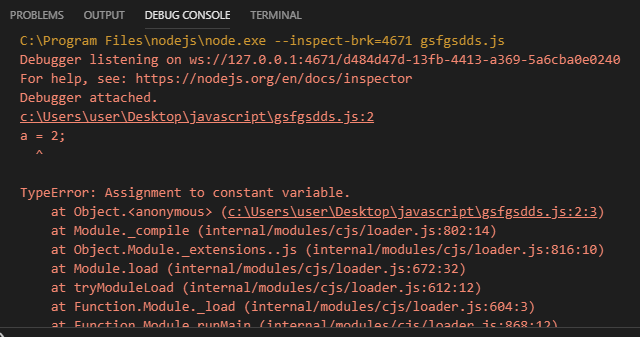 PROBLEMS OUTPUT DEBUG CONSOLE TERMINAL
C:\Program Files\nodejs\node.exe --inspect-brk=4671 gsfgsdds.js
Debugger listening on ws://127.0.0.1:4671/d484d47d-13fb-4413-a369-5a6cba0e0240
For help, see: https://nodejs.org/en/docs/inspector
Debugger attached.
c:\Users\user\Desktop\javascript\gsfgsdds.js:2
a = 2;
^
TypeError: Assignment to constant variable.
at Object.<anonymous> (c:\Users\user\Desktop\javascript\gsfgsdds.js:2:3)
at Module._compile (internal/modules/cjs/loader.js:802:14)
at Object.Module._extensions..js (internal/modules/cjs/loader.js:816:10)
at Module.load (internal/modules/cjs/loader.js:672:32)
at tryModuleLoad (internal/modules/cjs/loader.js:612:12)
at Function.Module._load (internal/modules/cjs/loader.js:604:3)
at Function.Module.runMain (internal/modules/cjs/loader.js:868:12)